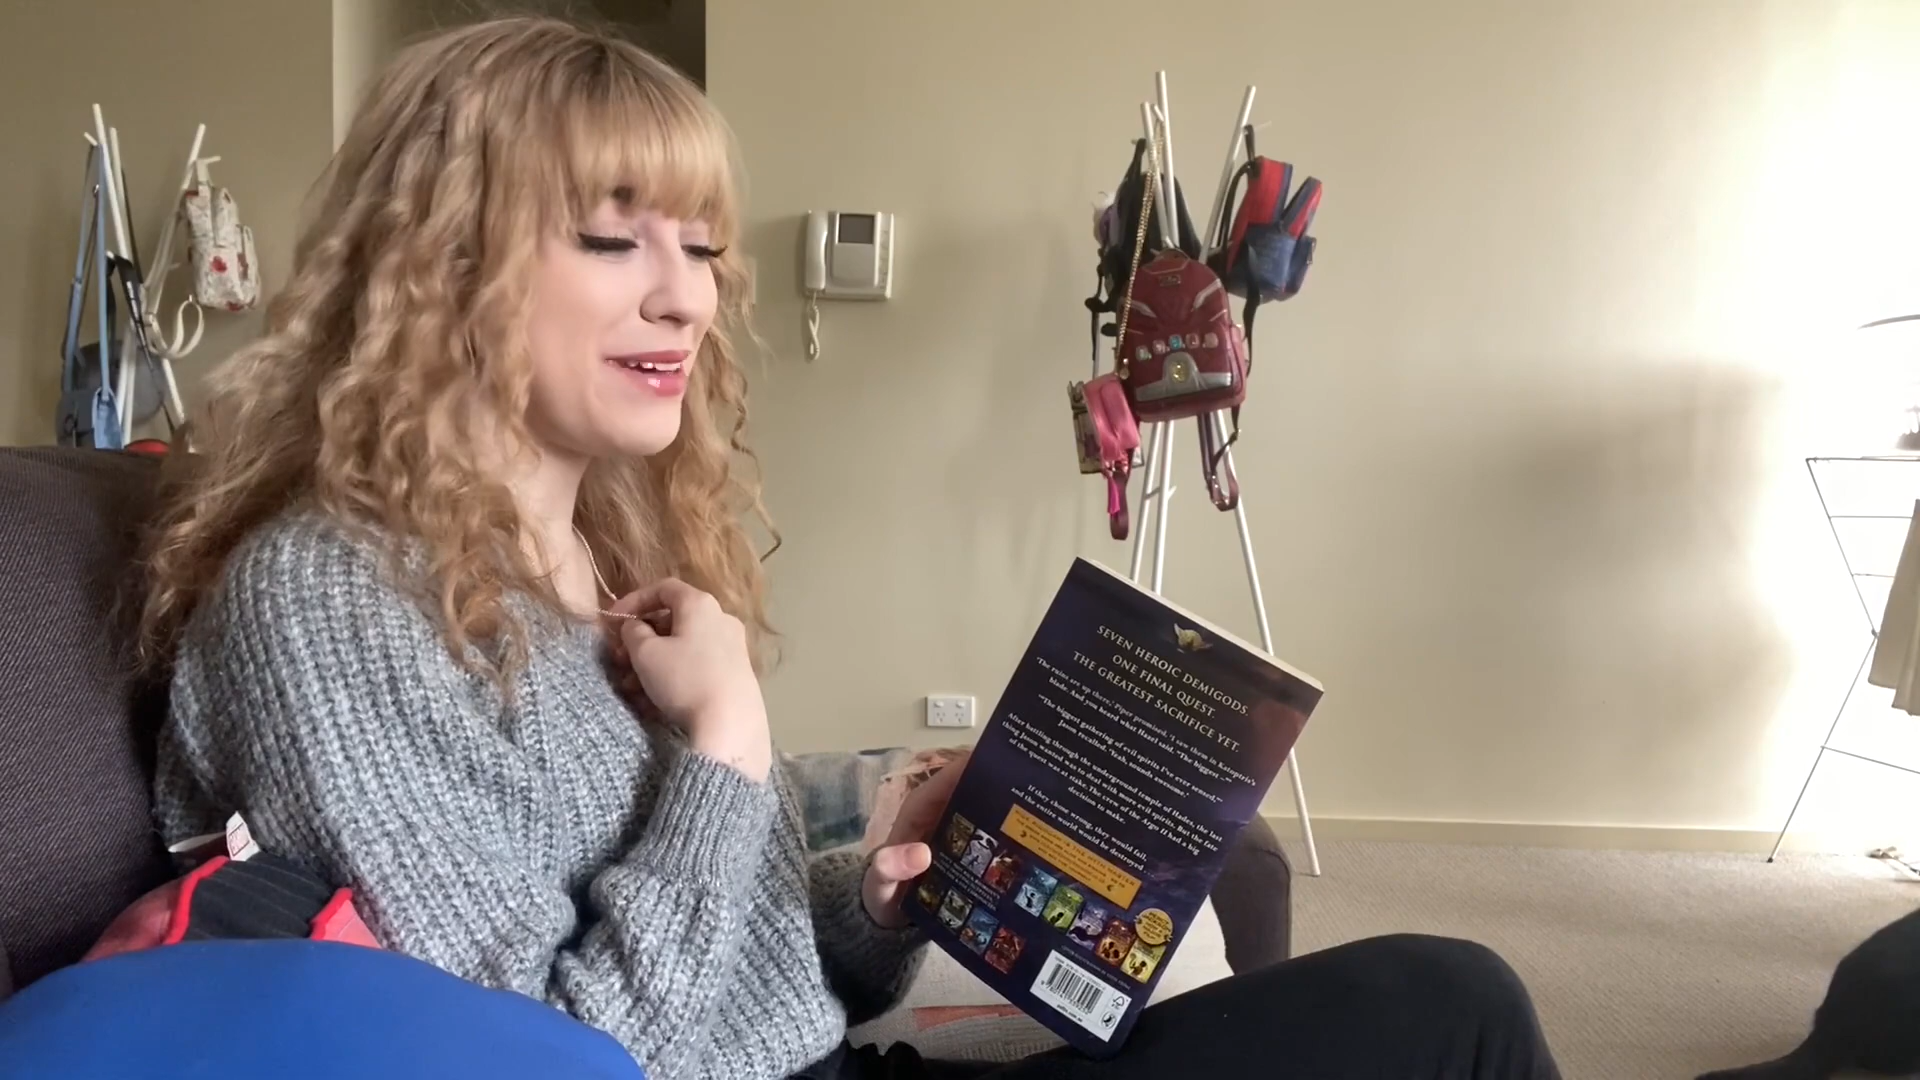 SEVEN HEROIC DEMIGODS.
ONE FINAL QUEST.
THE GREATEST SACRIFICE YET.
'The ruins are up there,' Piper promised. 'I saw them in Katoptris's
blade. And you heard what Hazel said. "The biggest …"'
'"The biggest gathering of evil spirits I've ever sensed,"'
Jason recalled. 'Yeah, sounds awesome.'
After battling through the underground temple of Hades, the last
thing Jason wanted was to deal with more evil spirits. But the fate
of the quest was at stake. The crew of the Argo II had a big
decision to make.
If they chose wrong, they would fail,
and the entire world would be destroyed …